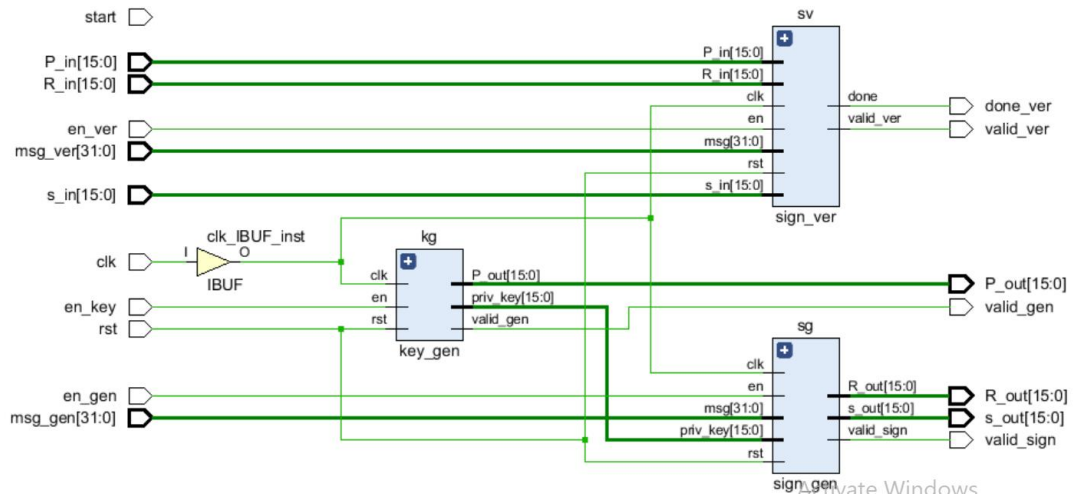 start
P_in[15:0]
R_in[15:0]
en_ver
msg_ver[31:0]
s_in[15:0]
clk
en_key
rst
en_gen
msg_gen[31:0]
clk_IBUF_inst
I
O
IBUF
kg
clk
en
rst
P_out[15:0]
priv_key[15:0]
valid_gen
key_gen
sv
P_in[15:0]
R_in[15:0]
clk
en
msg[31:0]
rst
s_in[15:0]
done
valid_ver
sign_ver
sg
clk
en
msg[31:0]
priv_key[15:0]
rst
R_out[15:0]
s_out[15:0]
valid_sign
sign_gen
done_ver
valid_ver
P_out[15:0]
valid_gen
R_out[15:0]
s_out[15:0]
valid_sign
Activate Windows